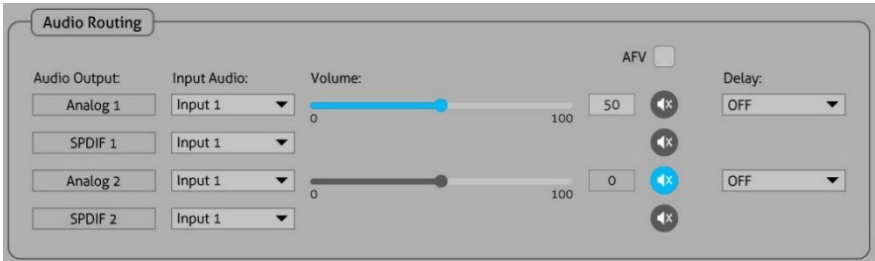 Audio Routing
AFV
Audio Output: Input Audio: Volume: Delay:
Analog 1 Input 1 0 100 50 OFF
SPDIF 1 Input 1
Analog 2 Input 1 0 100 0 OFF
SPDIF 2 Input 1